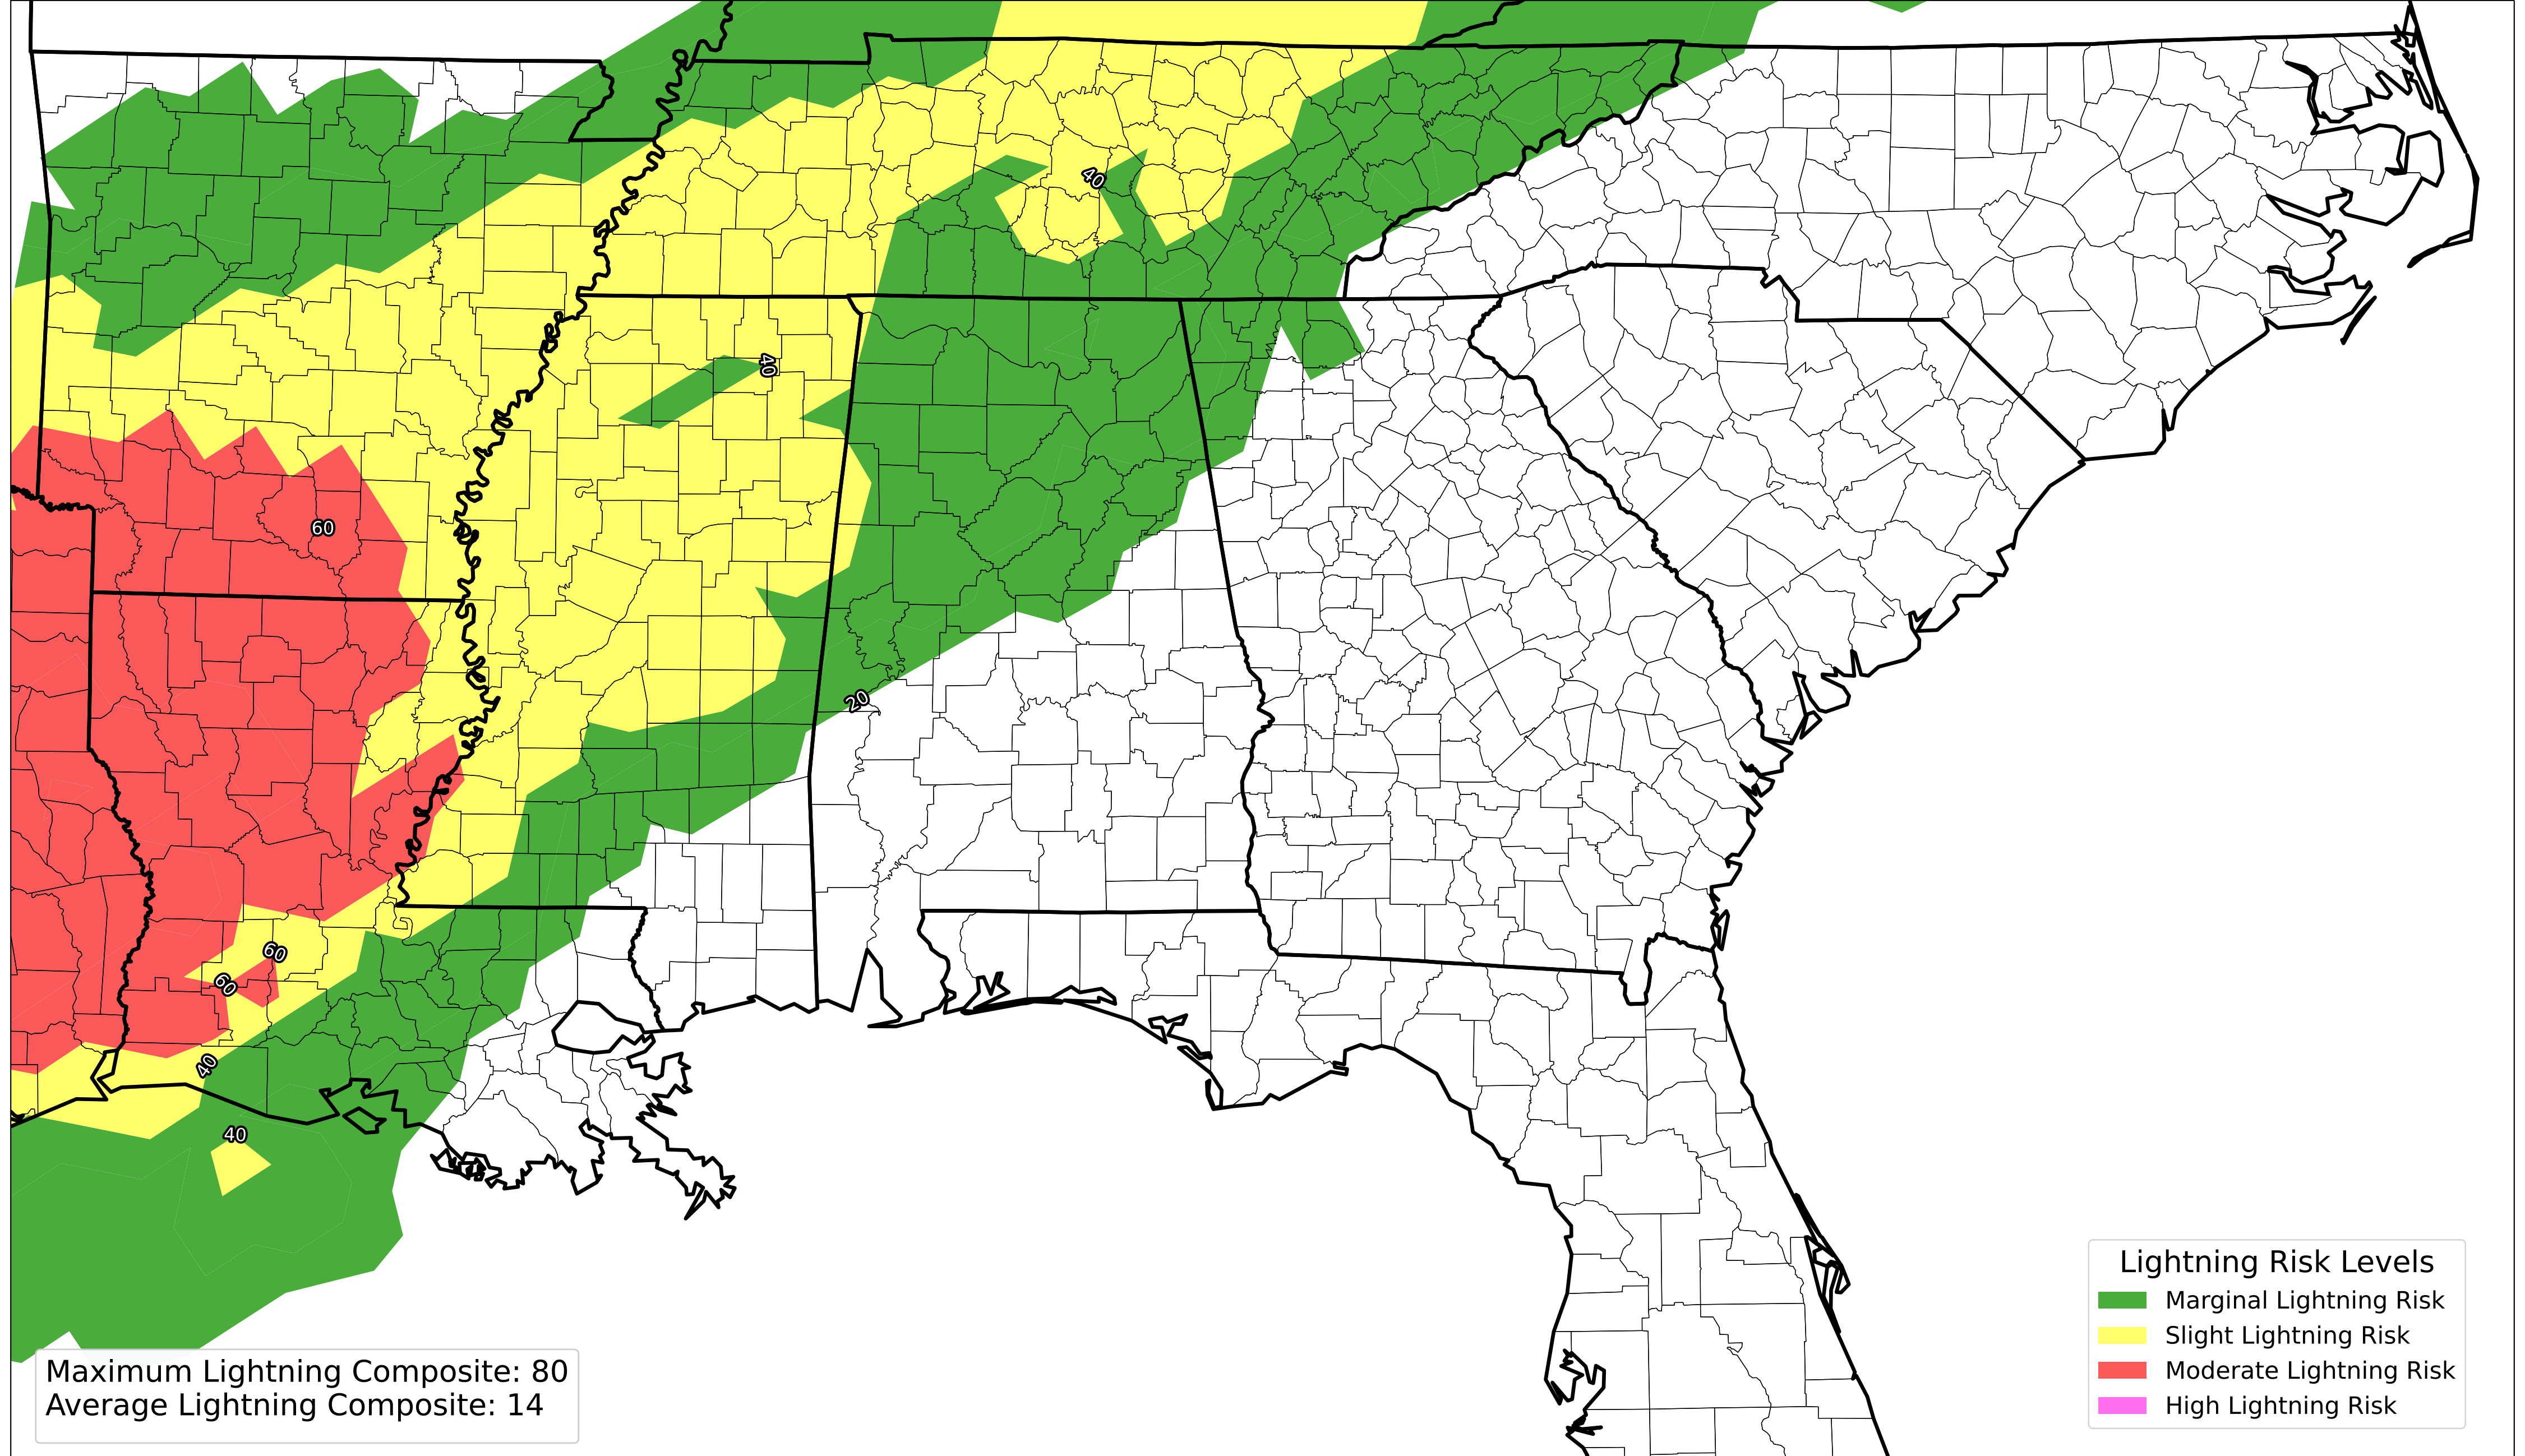 40
40
60
20
60
60
40
40
Lightning Risk Levels
Marginal Lightning Risk
Slight Lightning Risk
Moderate Lightning Risk
High Lightning Risk
Maximum Lightning Composite: 80
Average Lightning Composite: 14